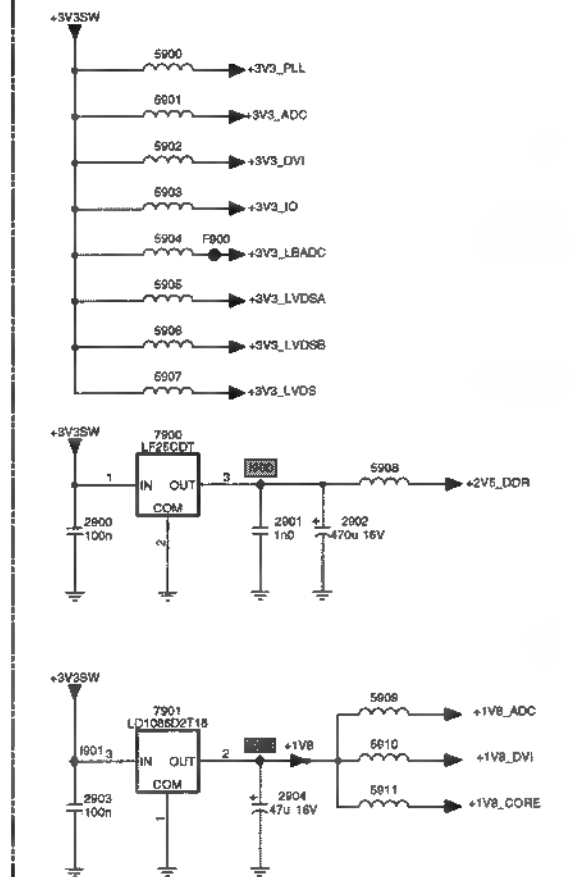 +3V3SW
5900
+3V3_PLL
5901
+3V3_ADC
5902
+3V3_DVI
5903
+3V3_IO
5904 F900
+3V3_LBADC
5905
+3V3_LVDSA
5906
+3V3_LVDSB
5907
+3V3_LVDS
+3V3SW
7900
LF25CDT
1 IN OUT 3
COM
2
I900
5908
+2V5_DDR
2900
100n
2901
1n0
+ 2902
470u 16V
+3V3SW
7901
LD1086D2T18
I901 3 IN OUT 2
COM
1
+1V8
5909
+1V8_ADC
5910
+1V8_DVI
5911
+1V8_CORE
2903
100n
+ 2904
47u 16V